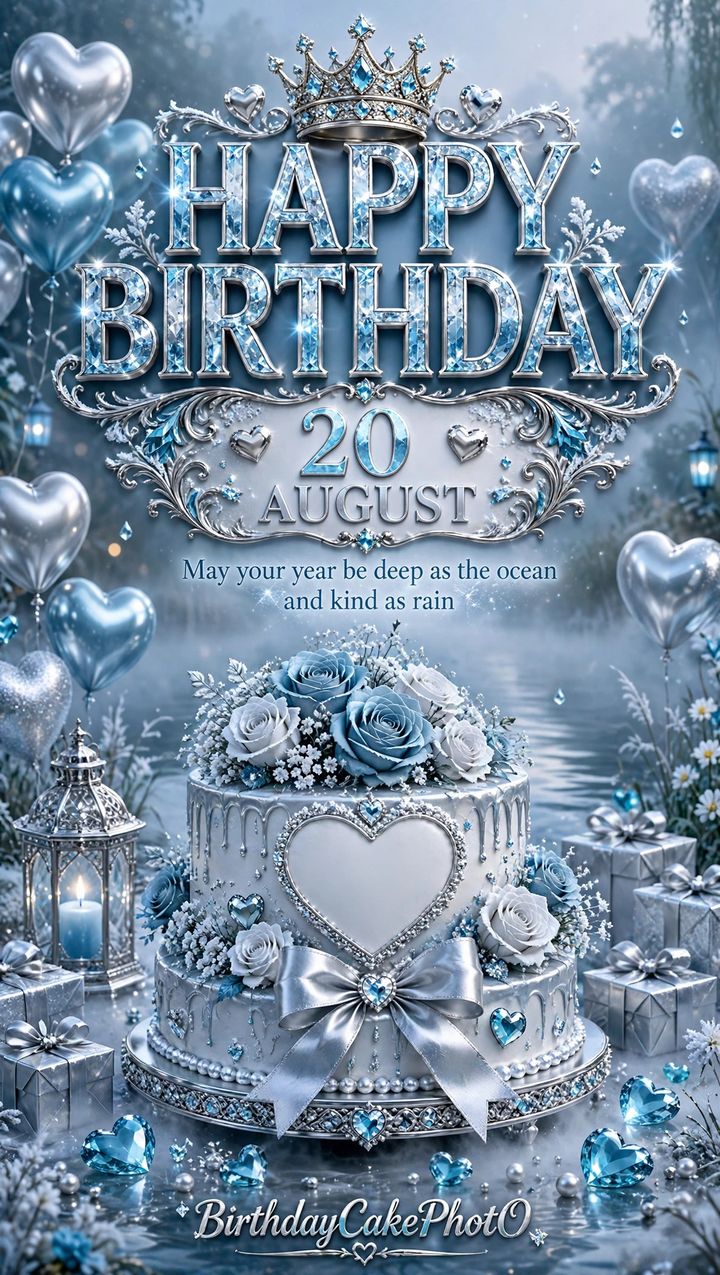 HAPPY
BIRTHDAY
20
AUGUST
May your year be deep as the ocean
and kind as rain
BirthdayCakePhotO